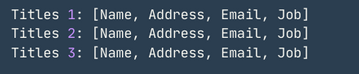 Titles 1: [Name, Address, Email, Job]
Titles 2: [Name, Address, Email, Job]
Titles 3: [Name, Address, Email, Job]